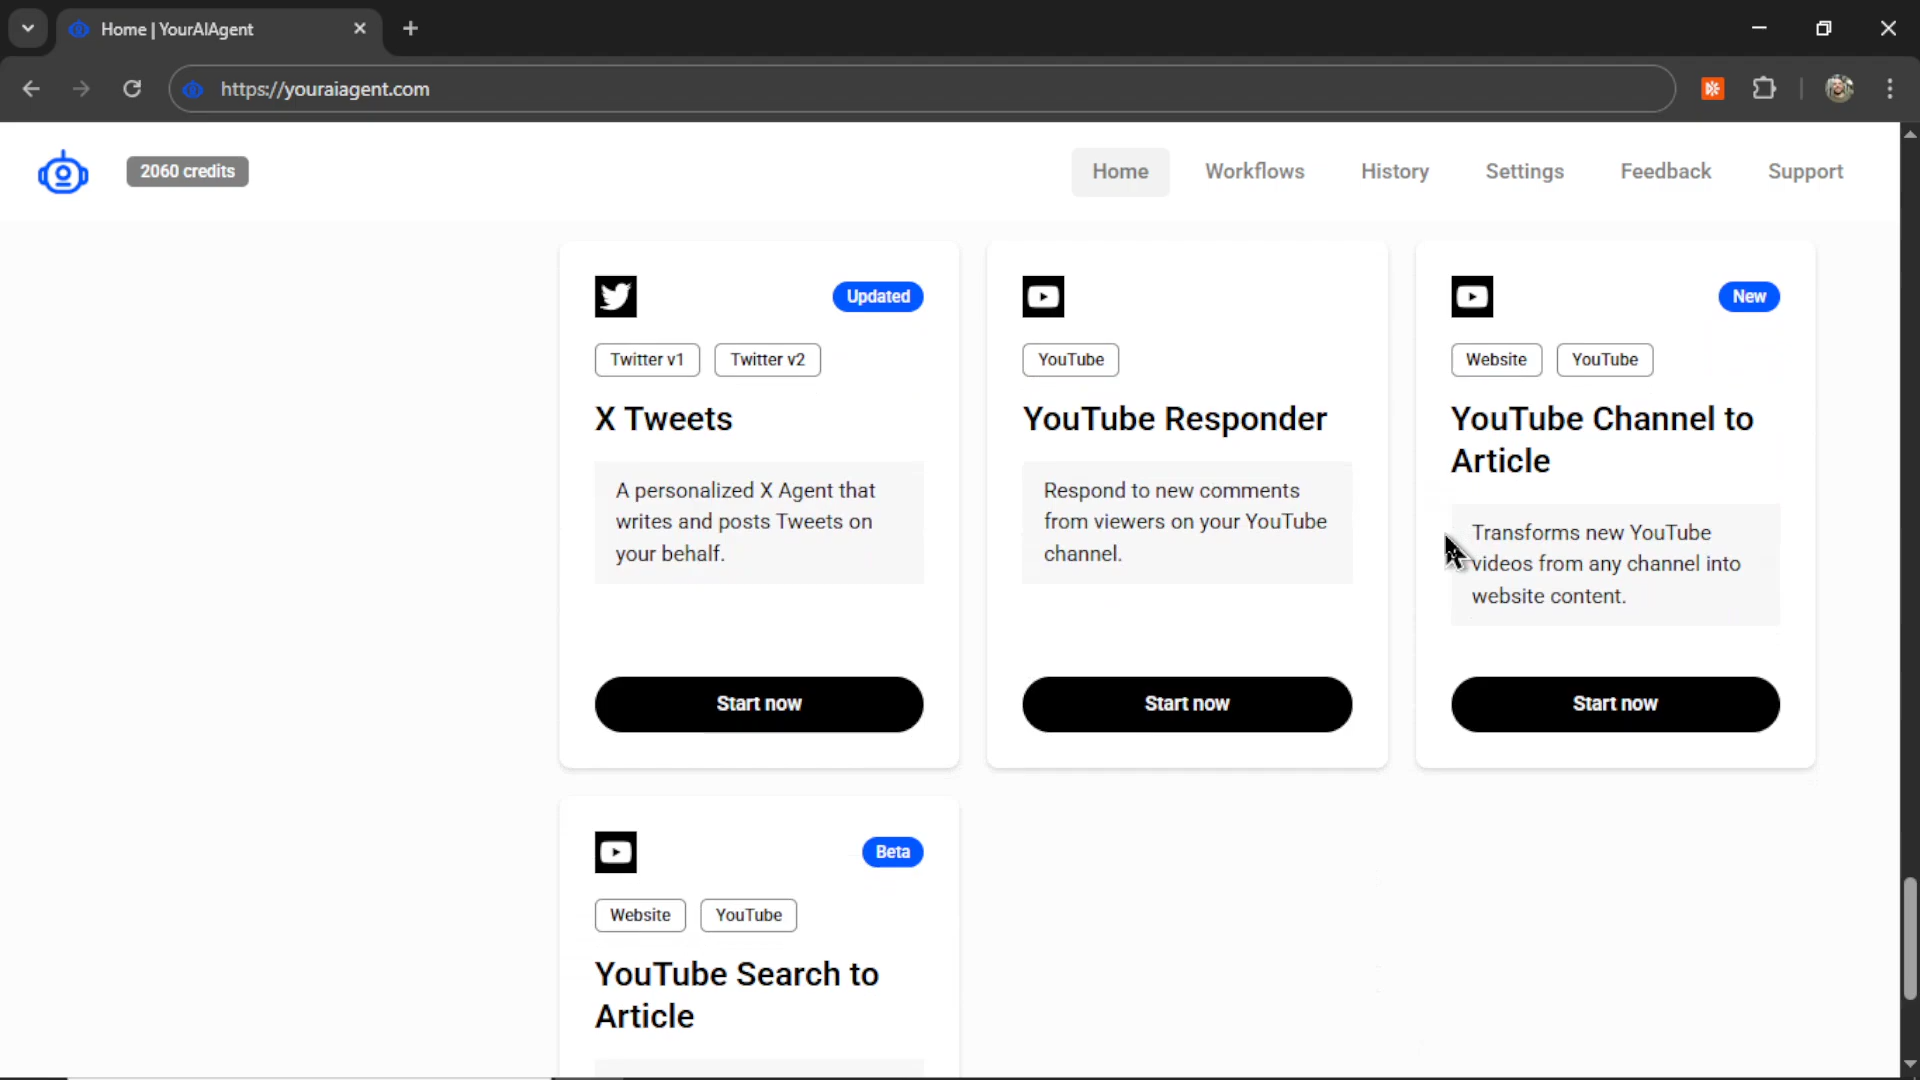 Home | YourAIAgent
https://youraiagent.com
2060 credits
Home
Workflows
History
Settings
Feedback
Support
Updated
Twitter v1
Twitter v2
X Tweets
A personalized X Agent that
writes and posts Tweets on
your behalf.
Start now
YouTube
YouTube Responder
Respond to new comments
from viewers on your YouTube
channel.
Start now
New
Website
YouTube
YouTube Channel to
Article
Transforms new YouTube
videos from any channel into
website content.
Start now
Beta
Website
YouTube
YouTube Search to
Article